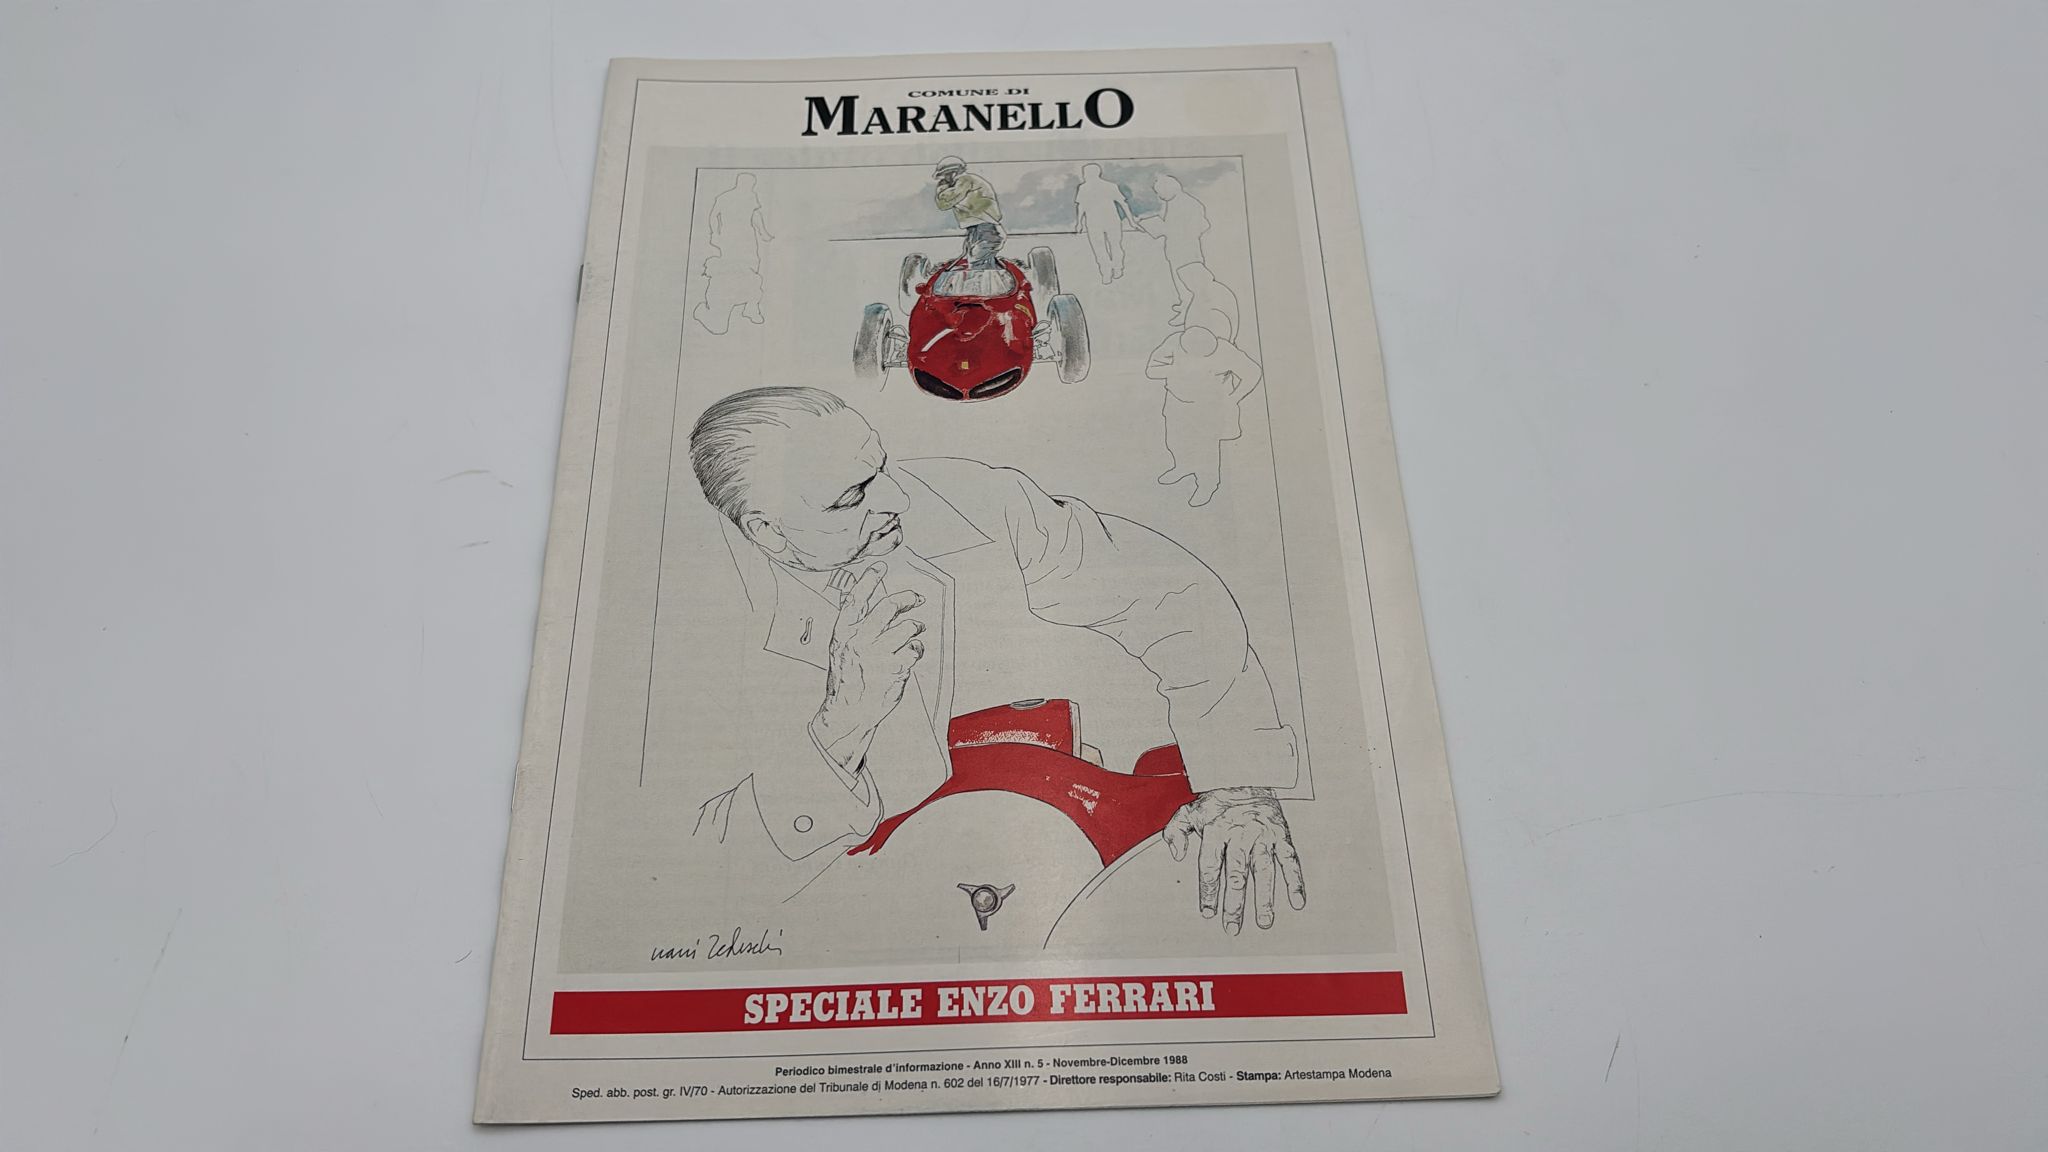 COMUNE DI
MARANELLO
nani Tedeschi
SPECIALE ENZO FERRARI
Periodico bimestrale d'informazione - Anno XIII n. 5 - Novembre-Dicembre 1988
Sped. abb. post. gr. IV/70 - Autorizzazione del Tribunale di Modena n. 602 del 16/7/1977 - Direttore responsabile: Rita Costi - Stampa: Artestampa Modena